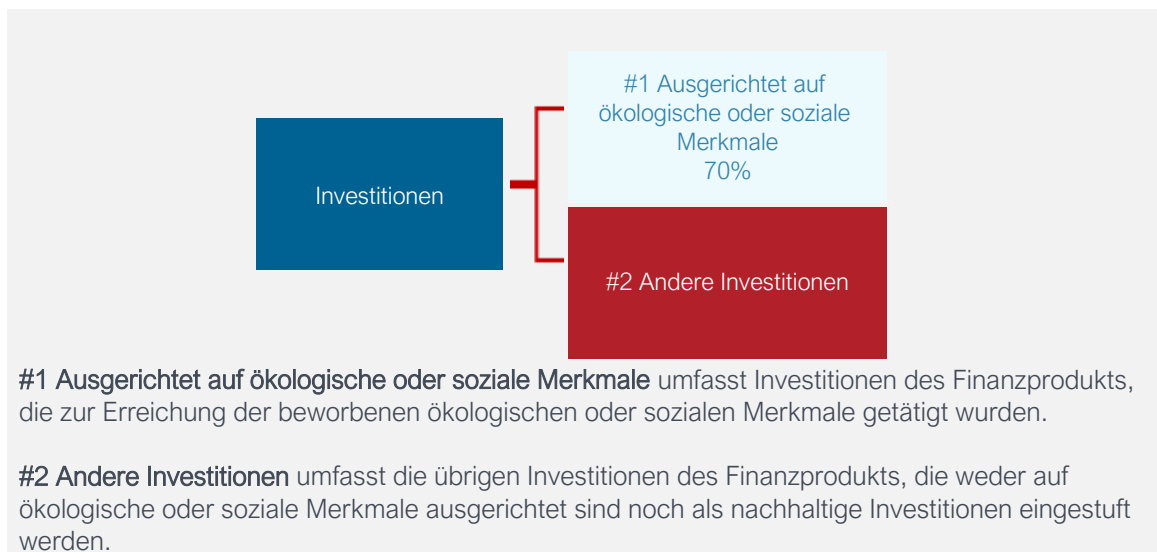 #1 Ausgerichtet auf
ökologische oder soziale
Merkmale
70%
Investitionen
#2 Andere Investitionen
#1 Ausgerichtet auf ökologische oder soziale Merkmale umfasst Investitionen des Finanzprodukts,
die zur Erreichung der beworbenen ökologischen oder sozialen Merkmale getätigt wurden.
#2 Andere Investitionen umfasst die übrigen Investitionen des Finanzprodukts, die weder auf
ökologische oder soziale Merkmale ausgerichtet sind noch als nachhaltige Investitionen eingestuft
werden.